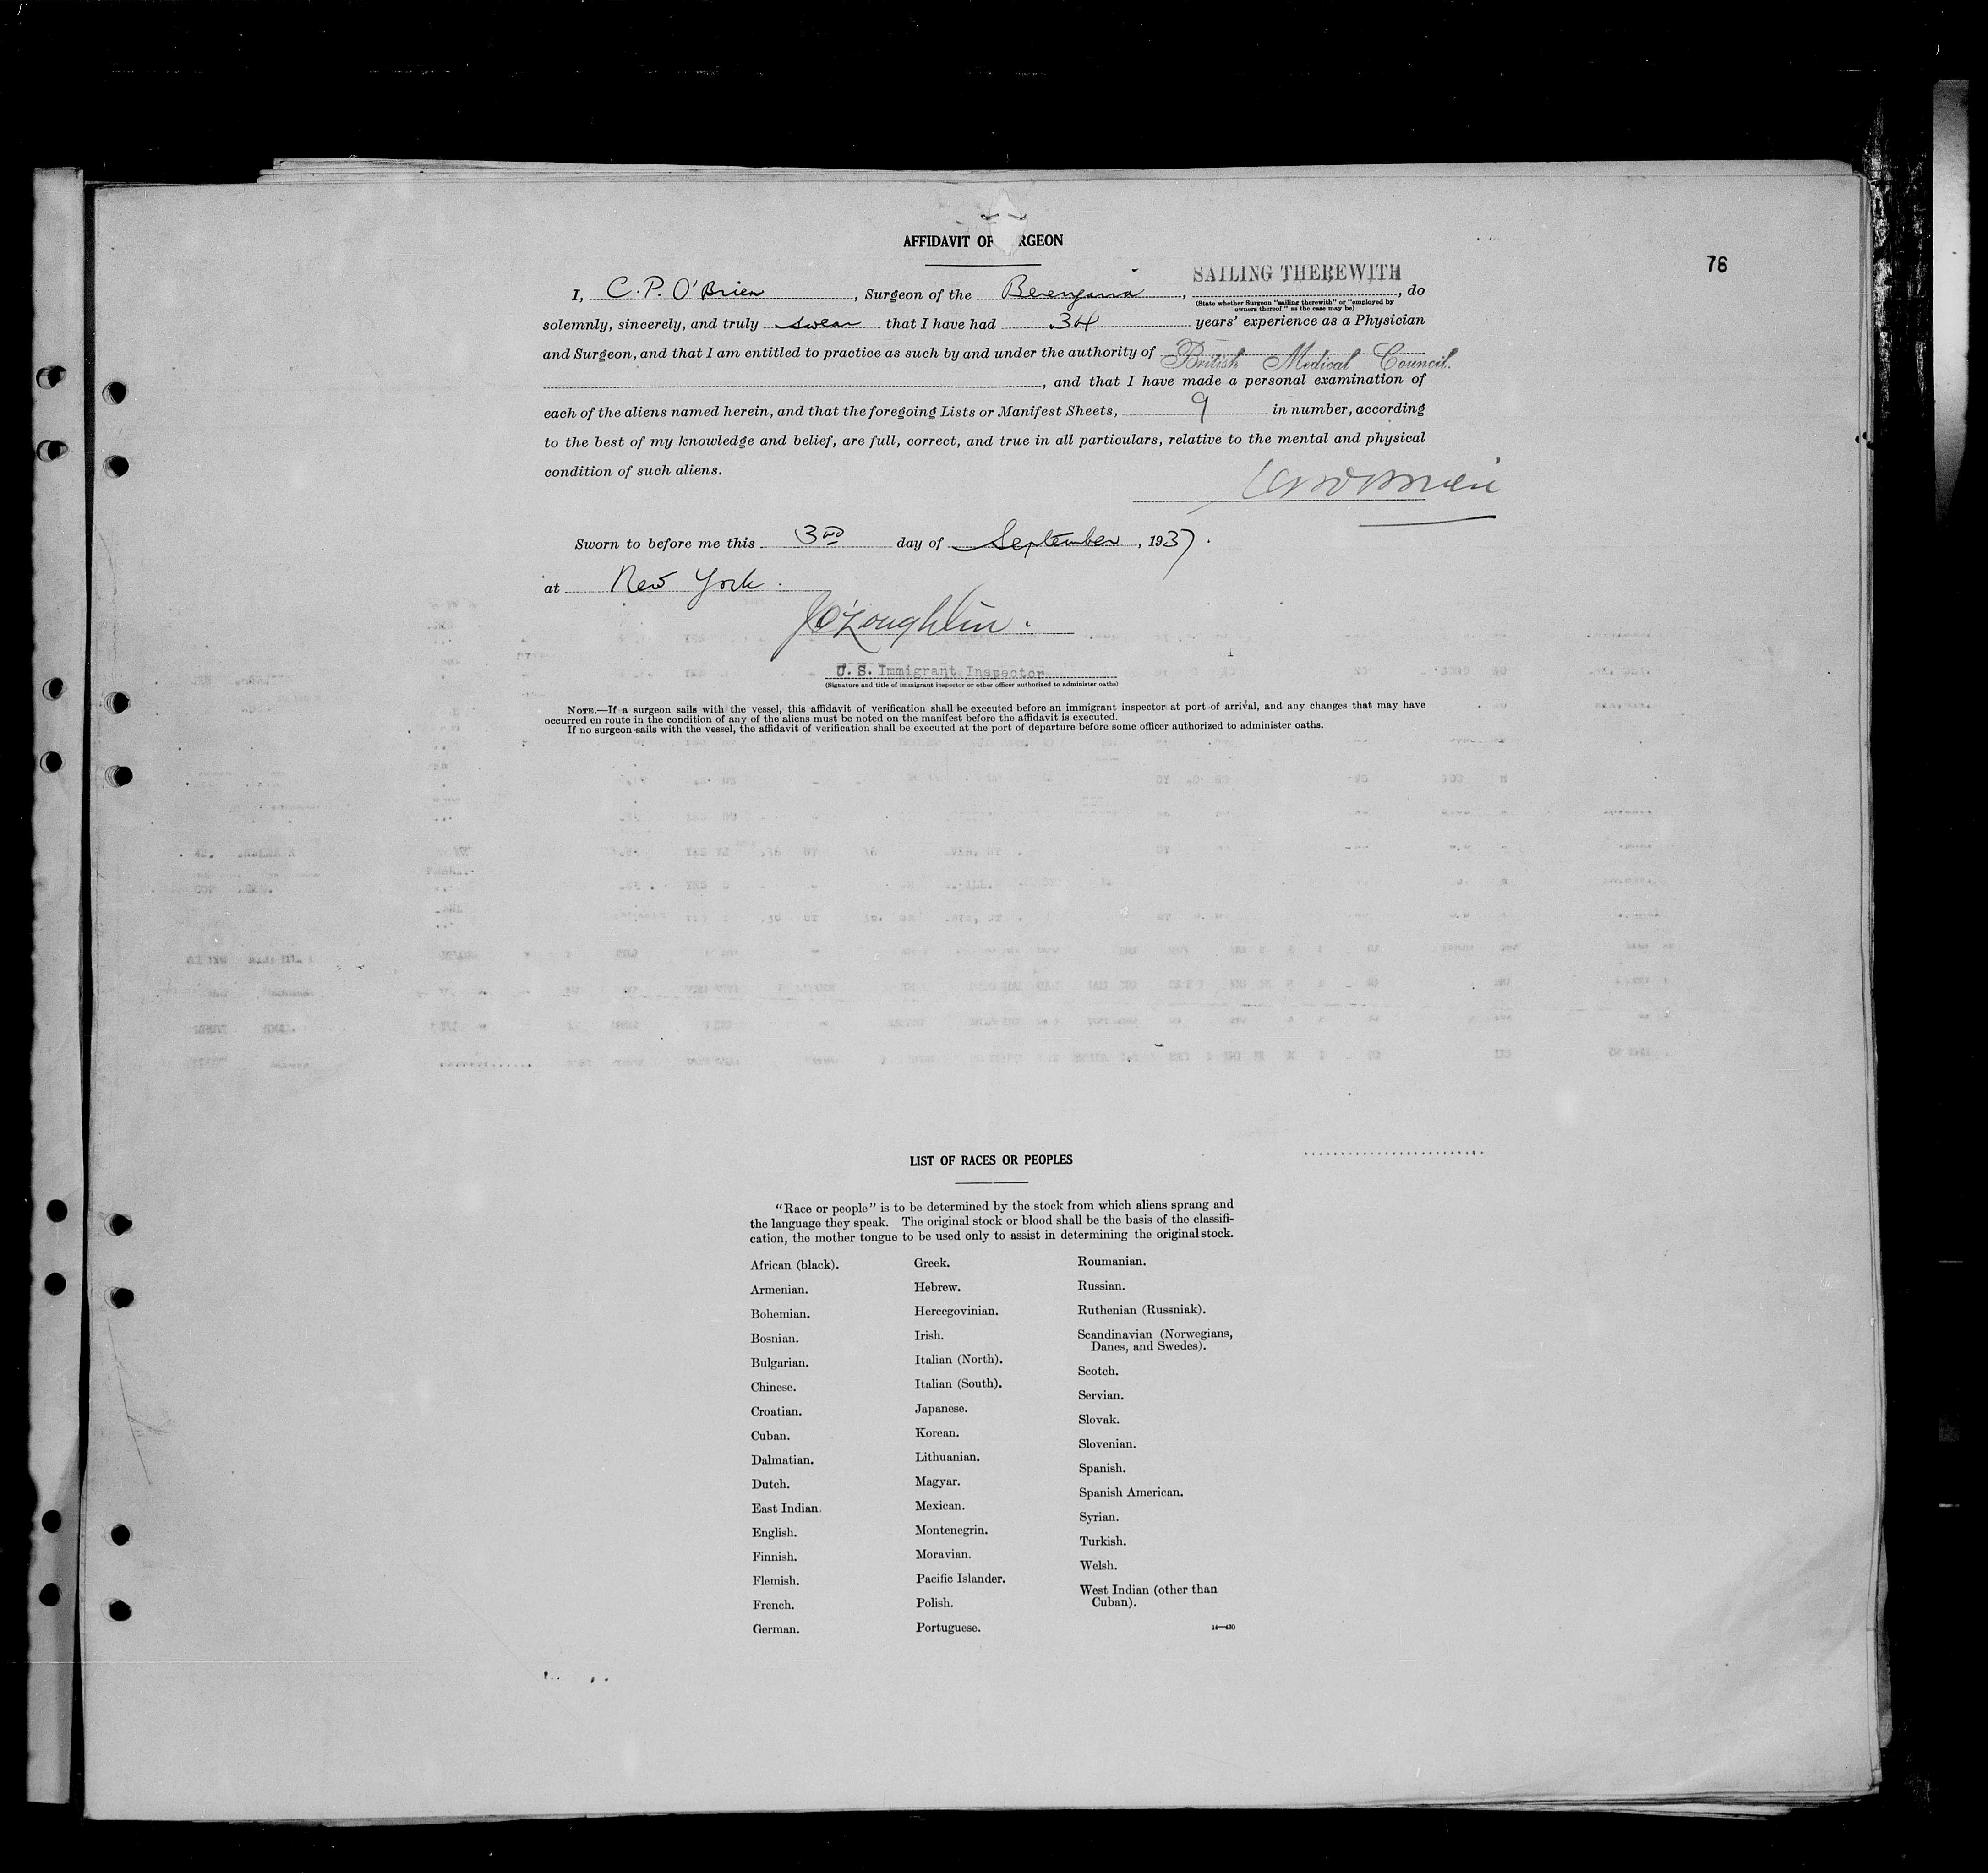 76
AFFIDAVIT OF RGEON
SAILING THEREWITH
I, C. P. O'Brien, Surgeon of the Berengaria, do
(State whether Surgeon "sailing therewith" or "employed by
owners thereof," as the case may be)
solemnly, sincerely, and truly swear that I have had 34 years' experience as a Physician
and Surgeon, and that I am entitled to practice as such by and under the authority of British Medical Council.
, and that I have made a personal examination of
each of the aliens named herein, and that the foregoing Lists or Manifest Sheets, 9 in number, according
to the best of my knowledge and belief, are full, correct, and true in all particulars, relative to the mental and physical
condition of such aliens.
Sworn to before me this 3rd day of September, 1937.
at New York.
O'Loughlin.
U. S. Immigrant Inspector
(Signature and title of immigrant inspector or other officer authorized to administer oaths)
NOTE.—If a surgeon sails with the vessel, this affidavit of verification shall be executed before an immigrant inspector at port of arrival, and any changes that may have
occurred en route in the condition of any of the aliens must be noted on the manifest before the affidavit is executed.
If no surgeon sails with the vessel, the affidavit of verification shall be executed at the port of departure before some officer authorized to administer oaths.
LIST OF RACES OR PEOPLES
"Race or people" is to be determined by the stock from which aliens sprang and
the language they speak. The original stock or blood shall be the basis of the classifi-
cation, the mother tongue to be used only to assist in determining the original stock.
African (black).
Armenian.
Bohemian.
Bosnian.
Bulgarian.
Chinese.
Croatian.
Cuban.
Dalmatian.
Dutch.
East Indian.
English.
Finnish.
Flemish.
French.
German.
Greek.
Hebrew.
Hercegovinian.
Irish.
Italian (North).
Italian (South).
Japanese.
Korean.
Lithuanian.
Magyar.
Mexican.
Montenegrin.
Moravian.
Pacific Islander.
Polish.
Portuguese.
Roumanian.
Russian.
Ruthenian (Russniak).
Scandinavian (Norwegians,
Danes, and Swedes).
Scotch.
Servian.
Slovak.
Slovenian.
Spanish.
Spanish American.
Syrian.
Turkish.
Welsh.
West Indian (other than
Cuban).
14—430